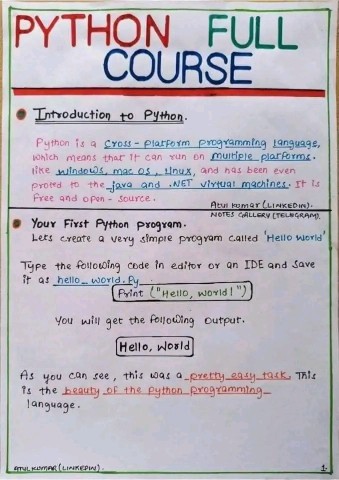 PYTHON FULL
COURSE
Introduction to Python.
Python is a Cross-platform programming language,
which means that it can run on multiple platforms.
like windows, mac os, Linux, and has been even
ported to the java and .NET virtual machines. It is
Free and open-source.
ATUL KUMAR (LINKEDIN).
NOTES GALLERY (TELEGRAM).
Your First Python program.
Lets create a very simple program called 'Hello World'
Type the following code in editor or an IDE and save
it as hello_world.Py
Print ("Hello, world!")
You will get the following output.
Hello, World
As you can see, this was a pretty easy task. This
is the beauty of the python programming
language.
ATUL KUMAR (LINKEDIN). 1.